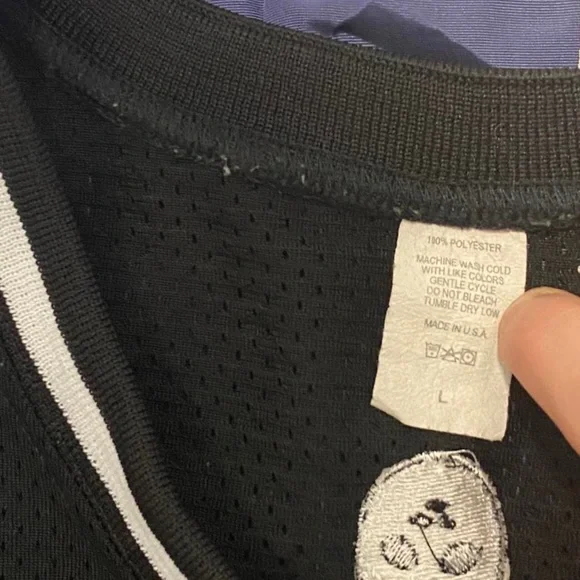 100% POLYESTER
MACHINE WASH COLD
WITH LIKE COLORS
GENTLE CYCLE
DO NOT BLEACH
TUMBLE DRY LOW
MADE IN U.S.A.
L